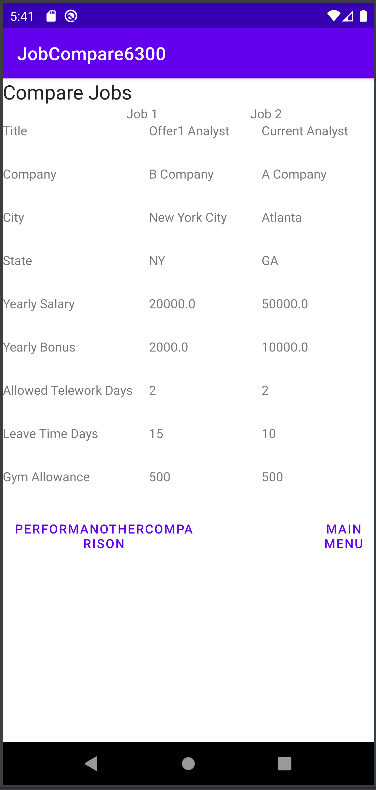 5:41
JobCompare6300
Compare Jobs
Job 1 Job 2
Title Offer1 Analyst Current Analyst
Company B Company A Company
City New York City Atlanta
State NY GA
Yearly Salary 20000.0 50000.0
Yearly Bonus 2000.0 10000.0
Allowed Telework Days 2 2
Leave Time Days 15 10
Gym Allowance 500 500
PERFORMANOTHERCOMPA
RISON
MAIN
MENU